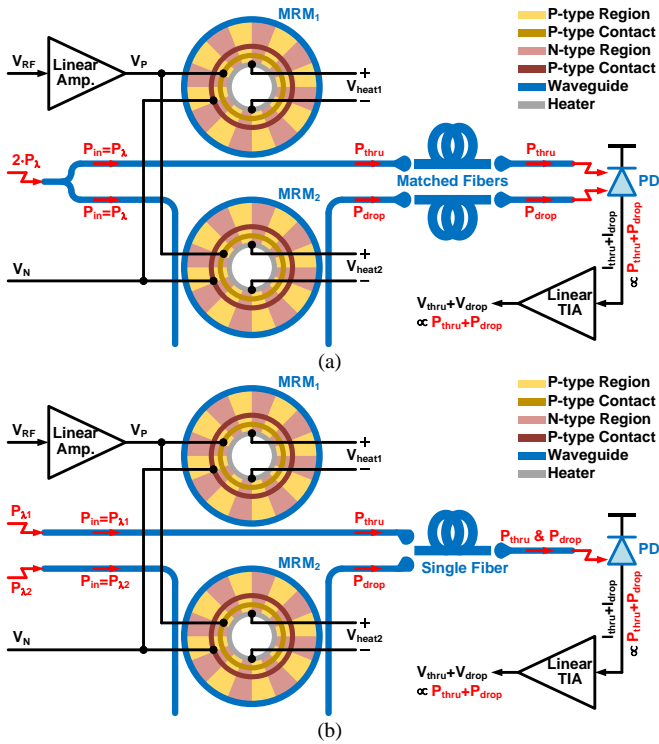 MRM1
P-type Region
P-type Contact
N-type Region
P-type Contact
Waveguide
Heater
VRF
Linear
Amp.
VP
+
Vheat1
−
2·Pλ
Pin=Pλ
Pthru
Pthru
Matched Fibers
PD
Pin=Pλ
MRM2
Pdrop
Pdrop
VN
+
Vheat2
−
Ithru+Idrop
∝ Pthru+Pdrop
Vthru+Vdrop
∝ Pthru+Pdrop
Linear
TIA
(a)
MRM1
P-type Region
P-type Contact
N-type Region
P-type Contact
Waveguide
Heater
VRF
Linear
Amp.
VP
+
Vheat1
−
Pλ1
Pin=Pλ1
Pthru
Pthru & Pdrop
PD
Pλ2
Pin=Pλ2
MRM2
Pdrop
Single Fiber
VN
+
Vheat2
−
Ithru+Idrop
∝ Pthru+Pdrop
Vthru+Vdrop
∝ Pthru+Pdrop
Linear
TIA
(b)